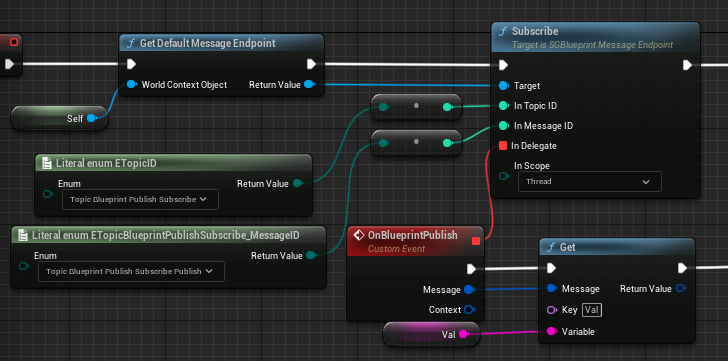 Subscribe
Target is SGBlueprint Message Endpoint
Get Default Message Endpoint
World Context Object Return Value
Target
Self
In Topic ID
In Message ID
In Delegate
In Scope
Thread
Literal enum ETopicID
Enum Return Value
Topic Blueprint Publish Subscribe
Literal enum ETopicBlueprintPublishSubscribe_MessageID
Enum Return Value
Topic Blueprint Publish Subscribe Publish
OnBlueprintPublish
Custom Event
Message
Context
Val
Get
Message Return Value
Key Val
Variable